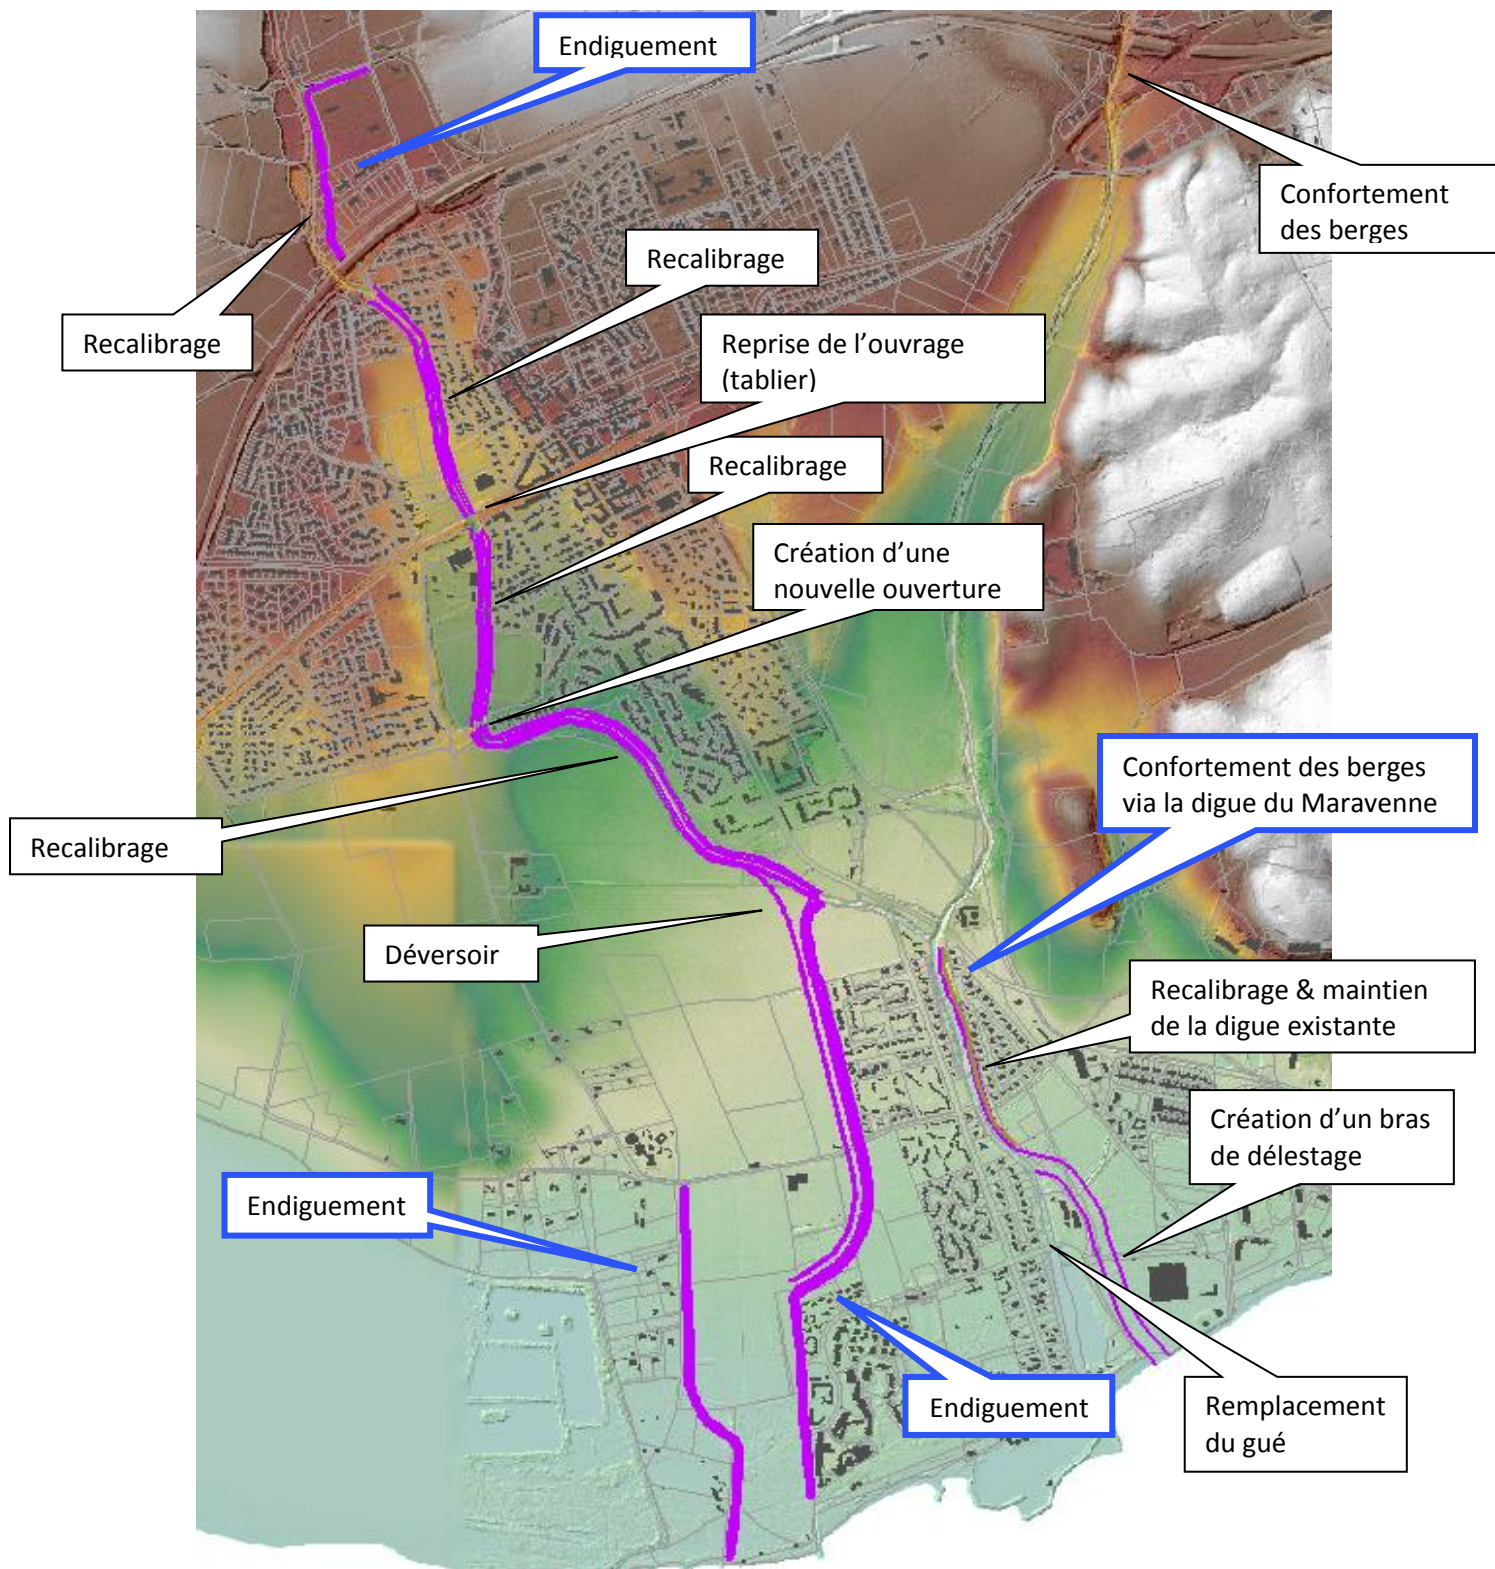 Endiguement
Confortement
des berges
Recalibrage
Recalibrage
Reprise de l’ouvrage
(tablier)
Recalibrage
Création d’une
nouvelle ouverture
Confortement des berges
via la digue du Maravenne
Recalibrage
Déversoir
Recalibrage & maintien
de la digue existante
Création d’un bras
de délestage
Endiguement
Endiguement
Remplacement
du gué